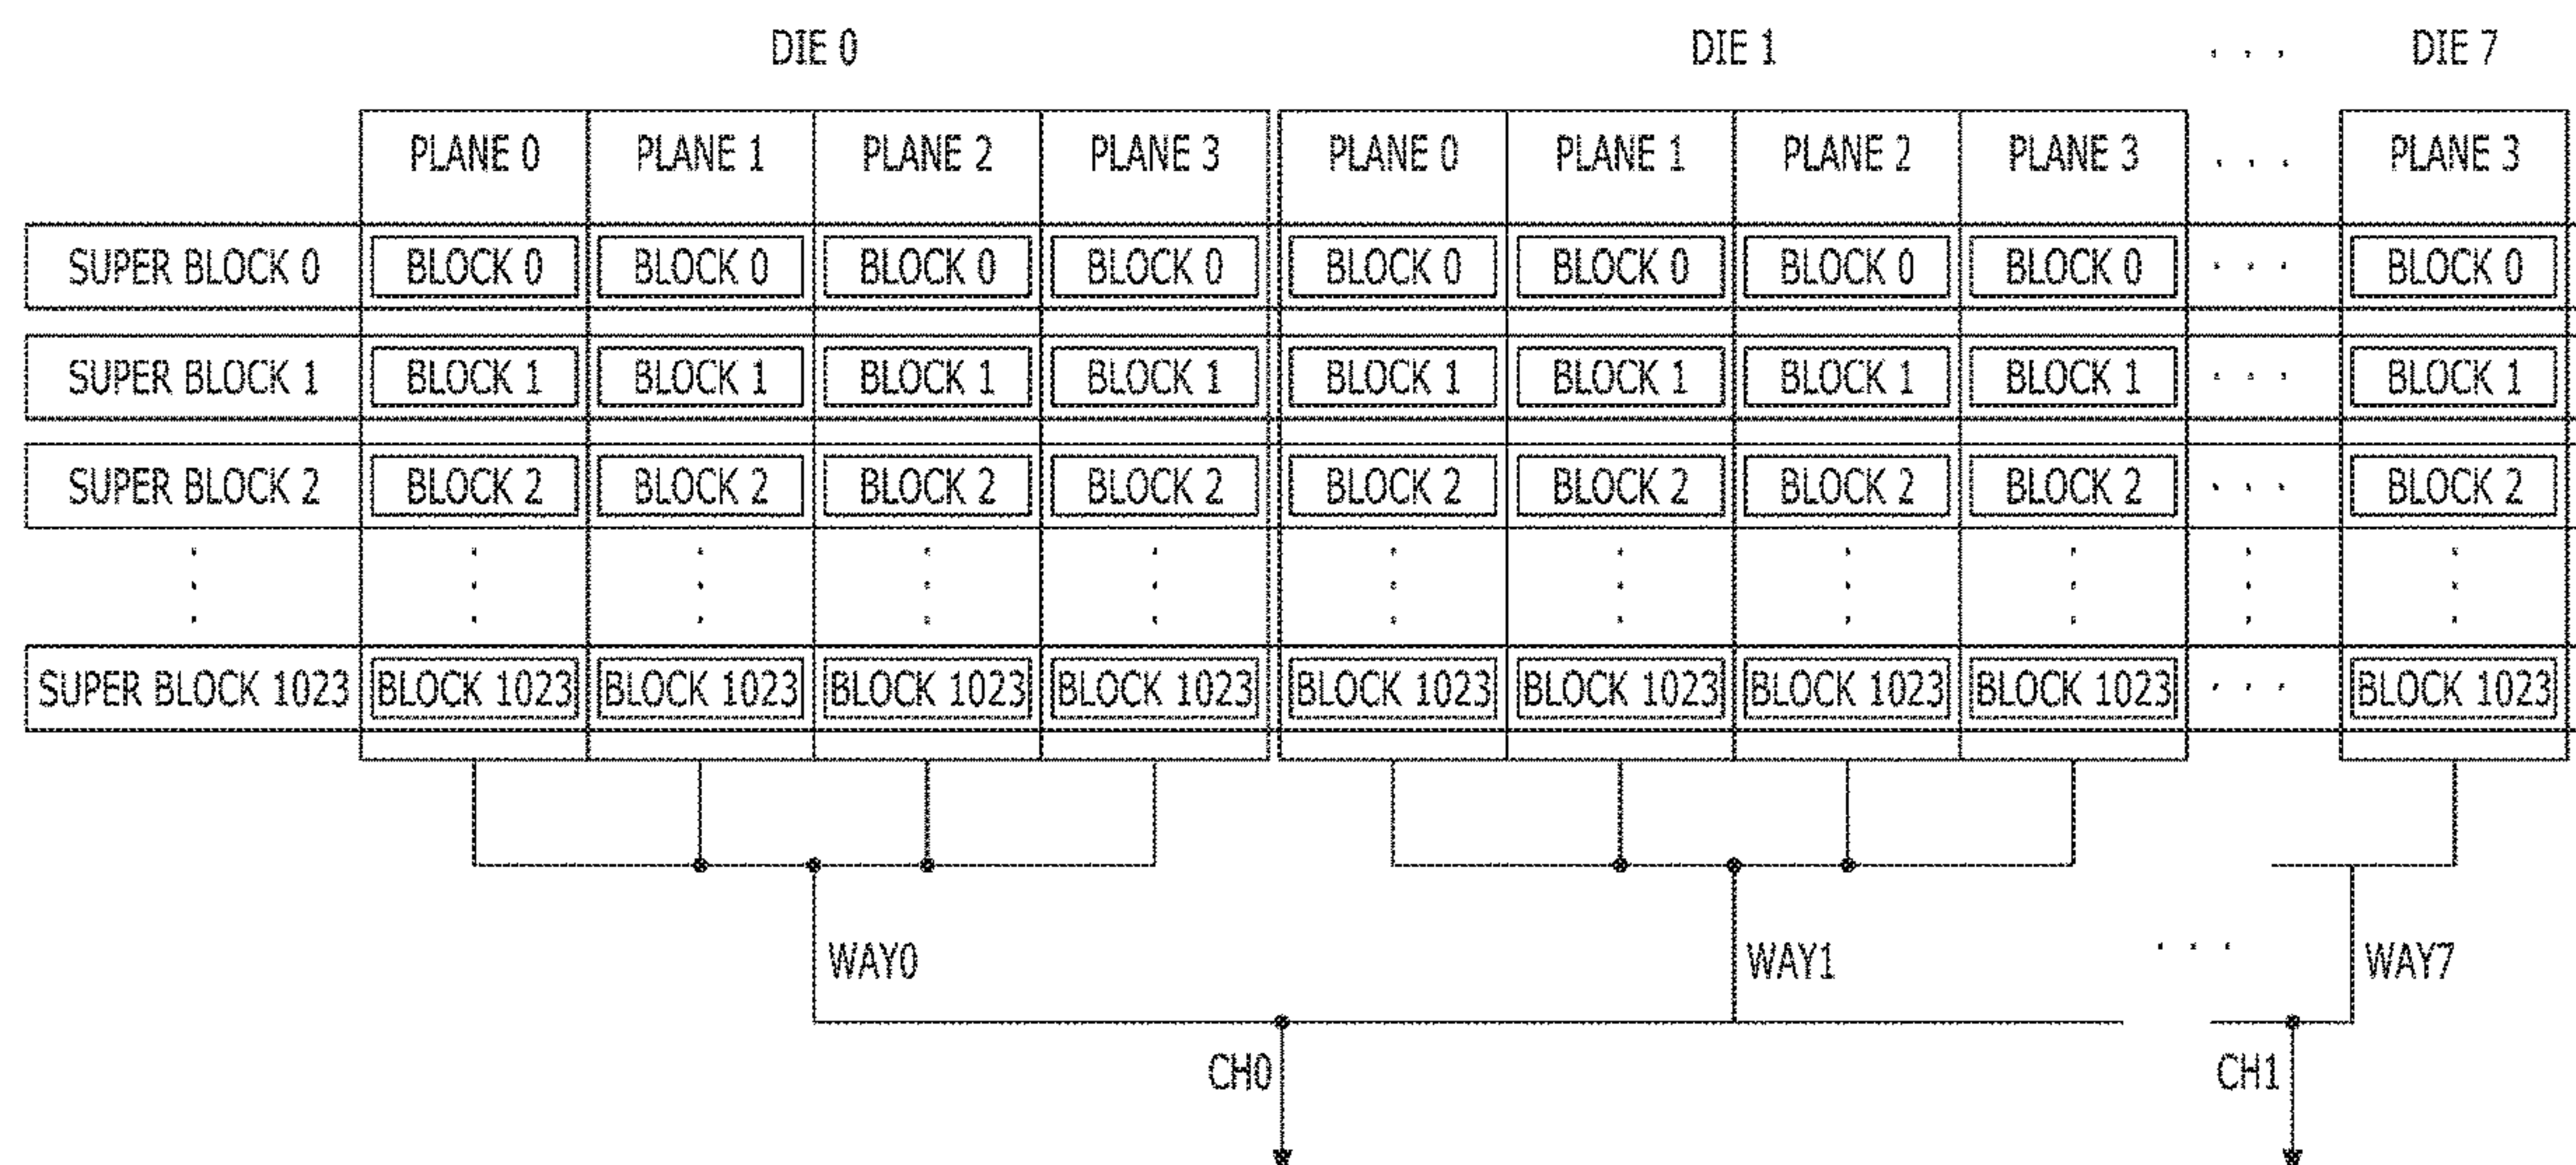 DIE 0 DIE 1 . . . DIE 7
PLANE 0 PLANE 1 PLANE 2 PLANE 3 PLANE 0 PLANE 1 PLANE 2 PLANE 3 . . . PLANE 3
SUPER BLOCK 0 BLOCK 0 BLOCK 0 BLOCK 0 BLOCK 0 BLOCK 0 BLOCK 0 BLOCK 0 BLOCK 0 . . . BLOCK 0
SUPER BLOCK 1 BLOCK 1 BLOCK 1 BLOCK 1 BLOCK 1 BLOCK 1 BLOCK 1 BLOCK 1 BLOCK 1 . . . BLOCK 1
SUPER BLOCK 2 BLOCK 2 BLOCK 2 BLOCK 2 BLOCK 2 BLOCK 2 BLOCK 2 BLOCK 2 BLOCK 2 . . . BLOCK 2
SUPER BLOCK 1023 BLOCK 1023 BLOCK 1023 BLOCK 1023 BLOCK 1023 BLOCK 1023 BLOCK 1023 BLOCK 1023 BLOCK 1023 . . . BLOCK 1023
WAY0 WAY1 . . . WAY7
CH0 CH1